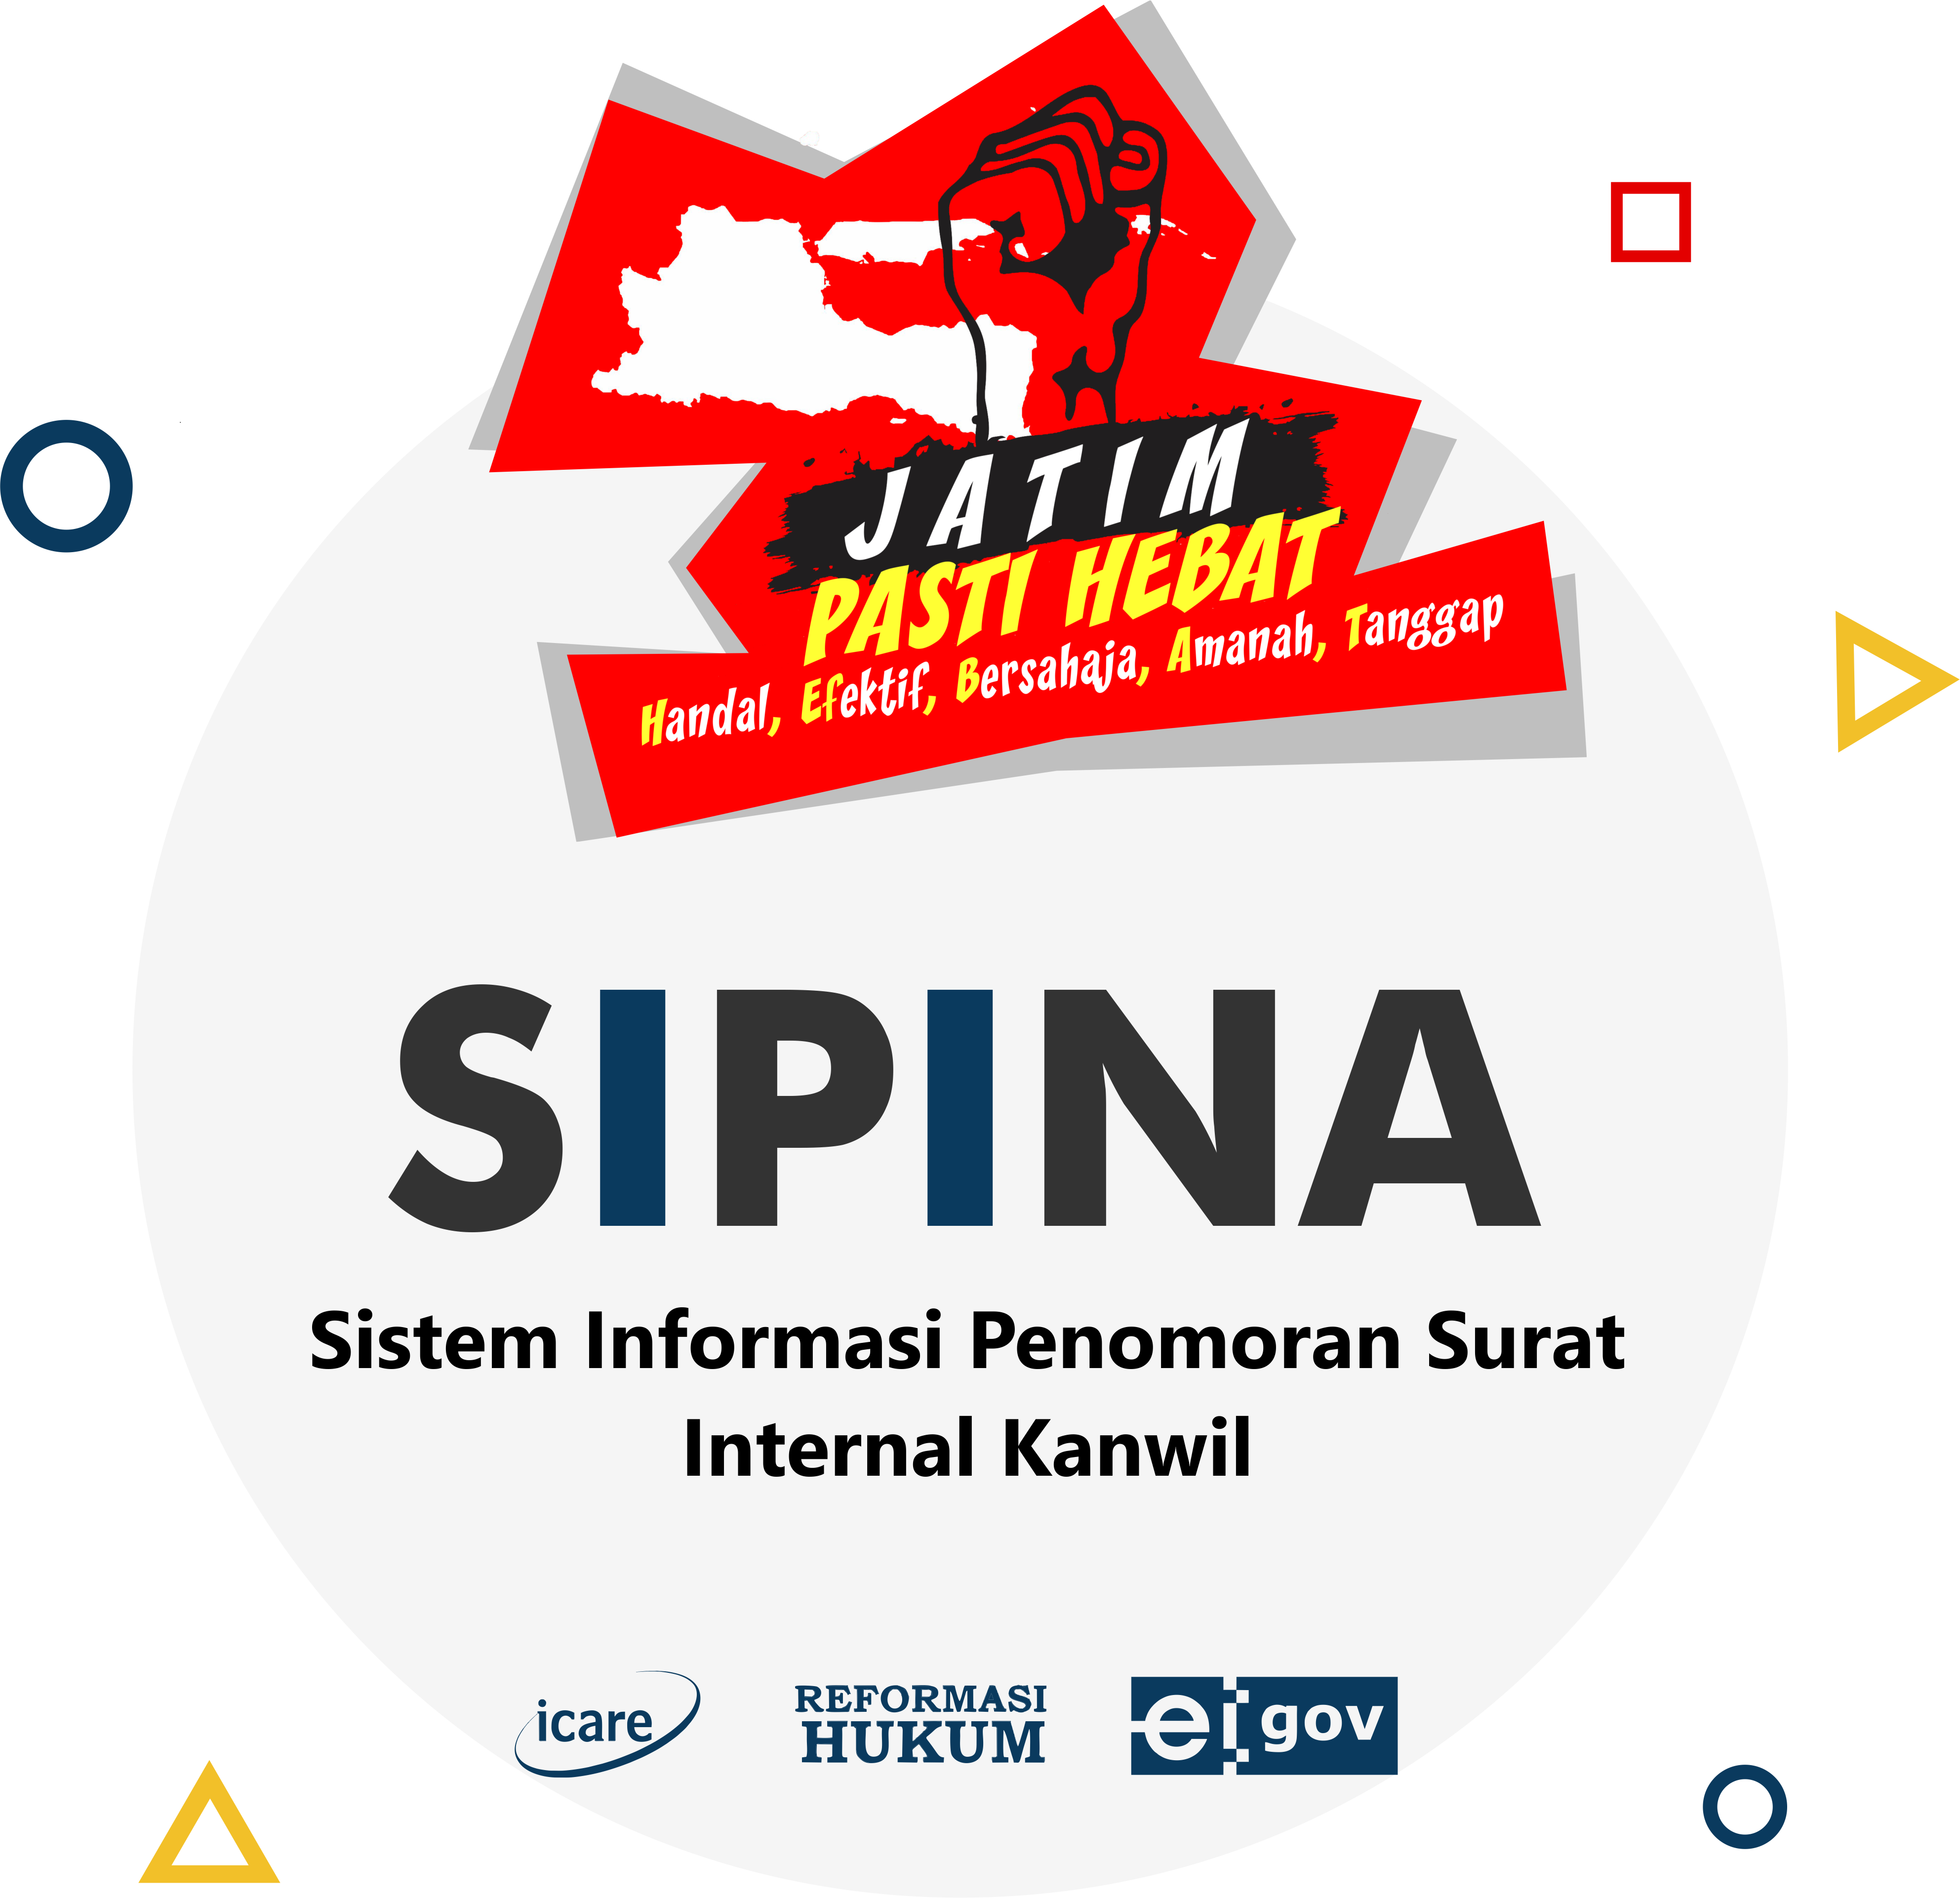 JATIM
PASTI HEBAT
Handal, Efektif, Bersahaja, Amanah, Tanggap
SIPINA
Sistem Informasi Penomoran Surat
Internal Kanwil
icare
REFORMASI
HUKUM
ei gov